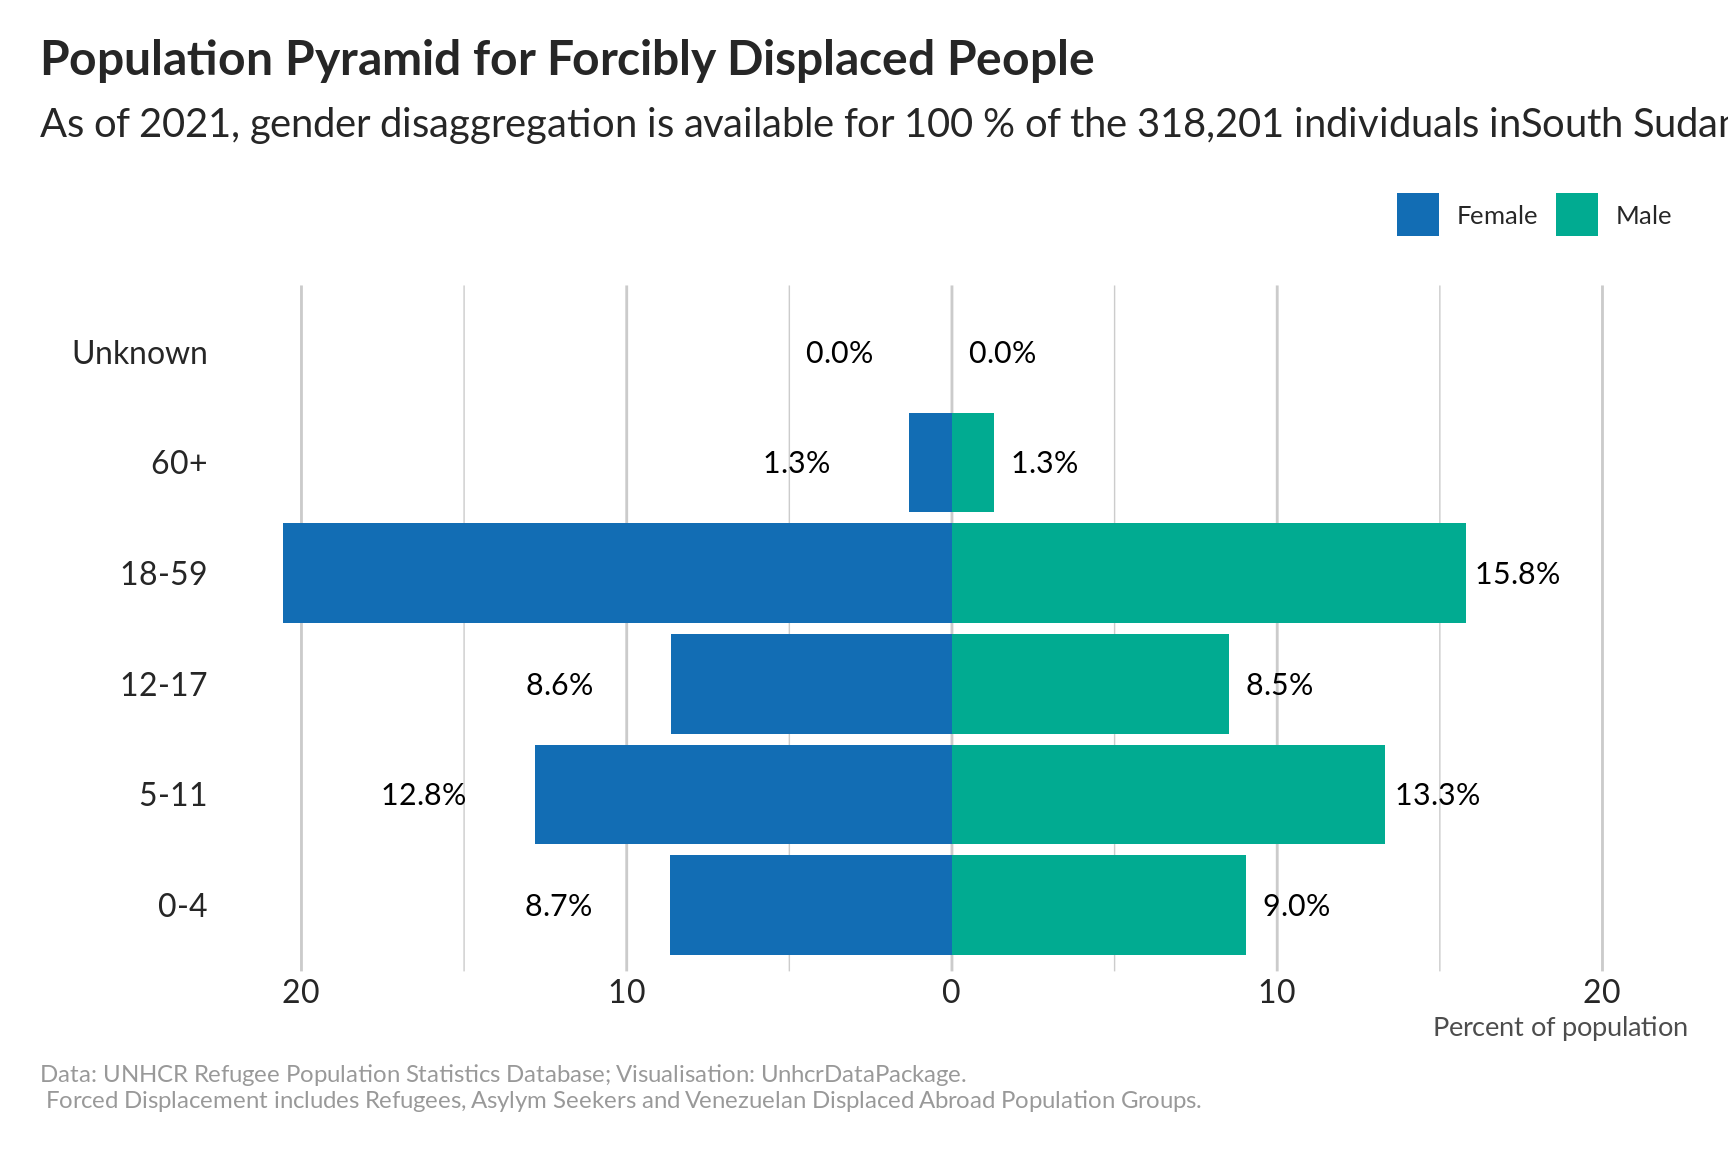 Population Pyramid for Forcibly Displaced People
As of 2021, gender disaggregation is available for 100 % of the 318,201 individuals inSouth Sudan
Female Male
Unknown 0.0% 0.0%
60+ 1.3% 1.3%
18-59 15.8%
12-17 8.6% 8.5%
5-11 12.8% 13.3%
0-4 8.7% 9.0%
20 10 0 10 20
Percent of population
Data: UNHCR Refugee Population Statistics Database; Visualisation: UnhcrDataPackage.
Forced Displacement includes Refugees, Asylym Seekers and Venezuelan Displaced Abroad Population Groups.